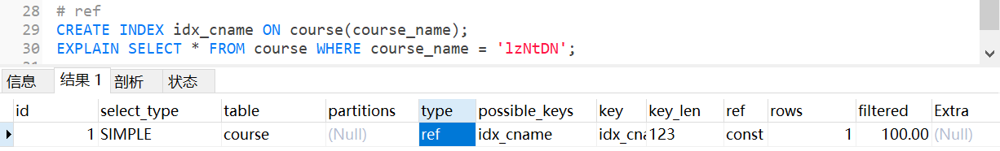 28 # ref
29 CREATE INDEX idx_cname ON course(course_name);
30 EXPLAIN SELECT * FROM course WHERE course_name = 'lzNtDN';
信息 结果 1 剖析 状态
id select_type table partitions type possible_keys key key_len ref rows filtered Extra
1 SIMPLE course (Null) ref idx_cname idx_cna 123 const 1 100.00 (Null)